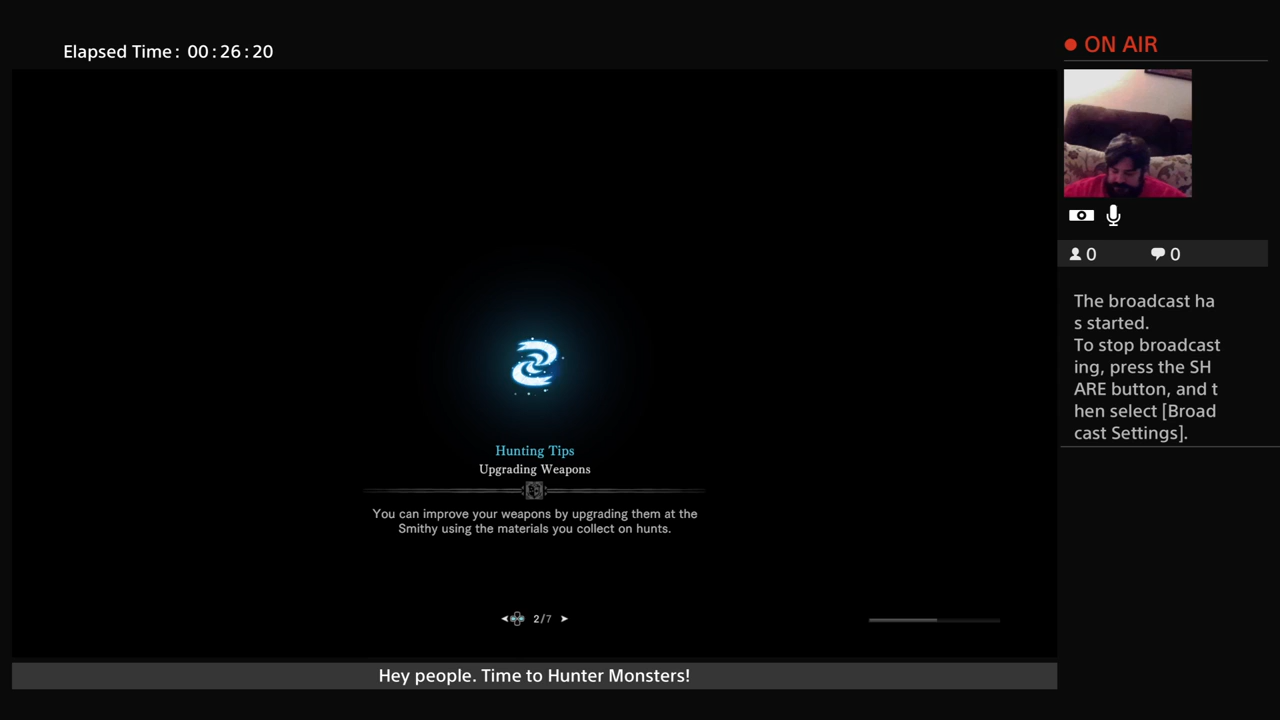 Elapsed Time: 00:26:20
ON AIR
0 0
The broadcast ha
s started.
To stop broadcast
ing, press the SH
ARE button, and t
hen select [Broad
cast Settings].
Hunting Tips
Upgrading Weapons
You can improve your weapons by upgrading them at the
Smithy using the materials you collect on hunts.
2/7
Hey people. Time to Hunter Monsters!